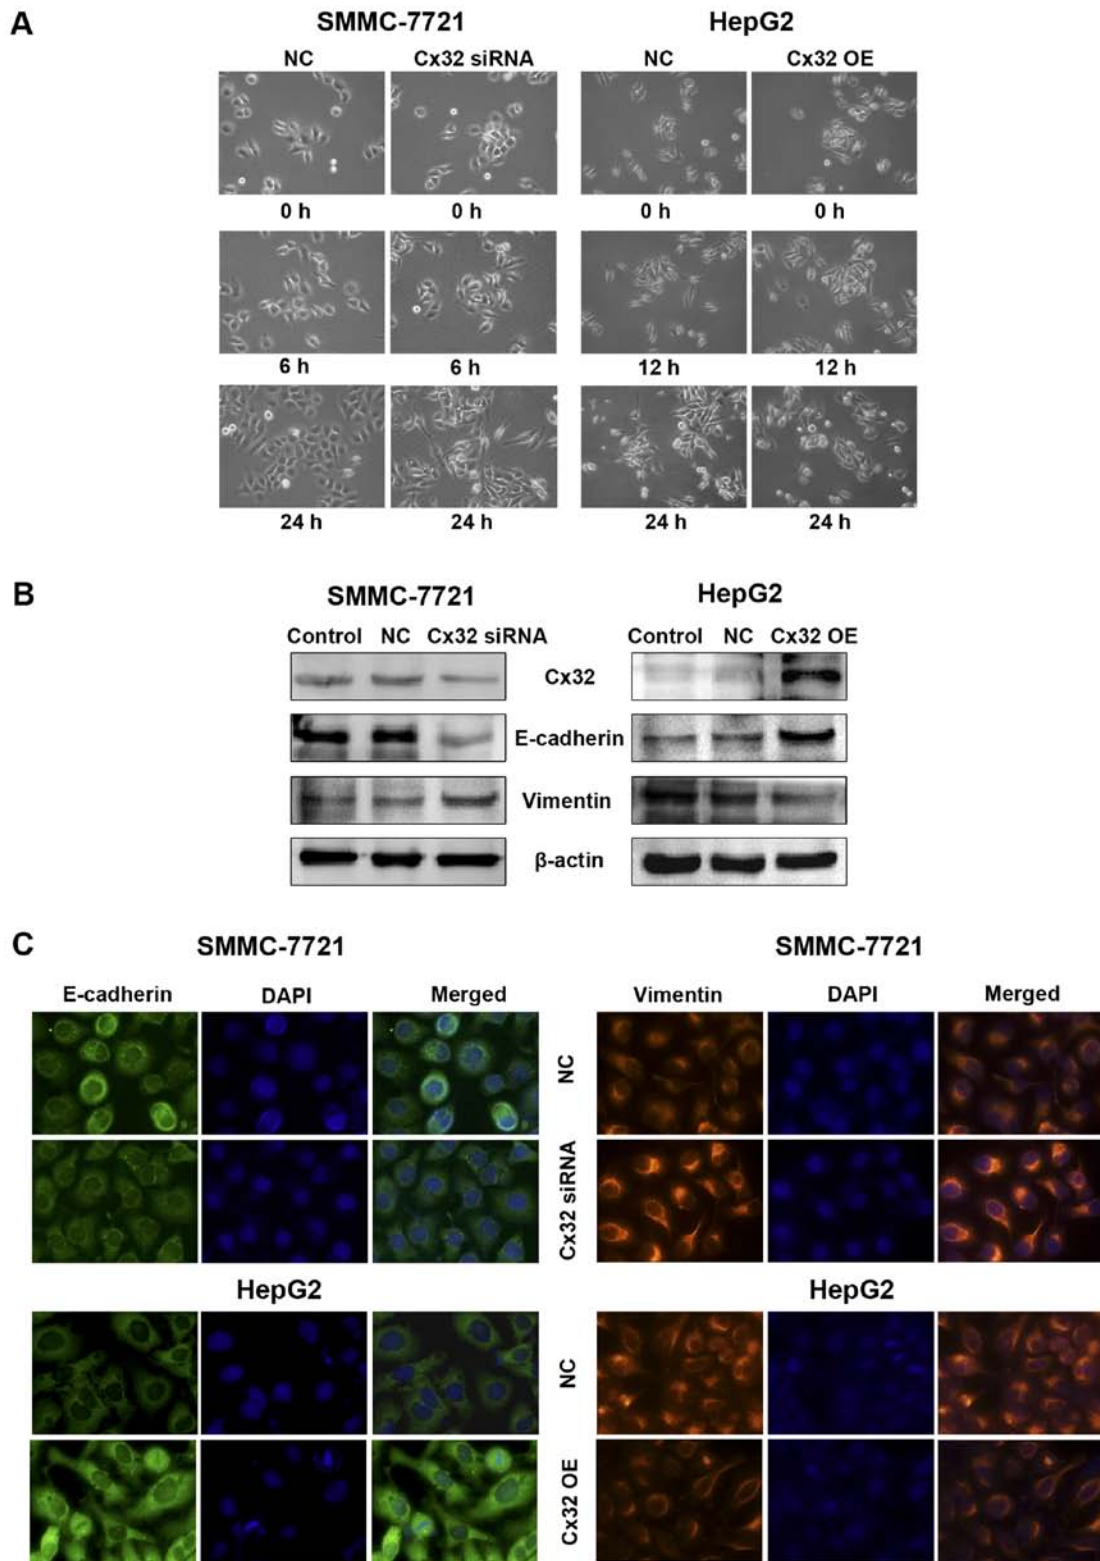 A
SMMC-7721 HepG2
NC Cx32 siRNA NC Cx32 OE
0 h 0 h 0 h 0 h
6 h 6 h 12 h 12 h
24 h 24 h 24 h 24 h
B
SMMC-7721 HepG2
Control NC Cx32 siRNA Control NC Cx32 OE
Cx32
E-cadherin
Vimentin
β-actin
C
SMMC-7721 SMMC-7721
E-cadherin DAPI Merged Vimentin DAPI Merged
NC
Cx32 siRNA
HepG2 HepG2
NC
Cx32 OE